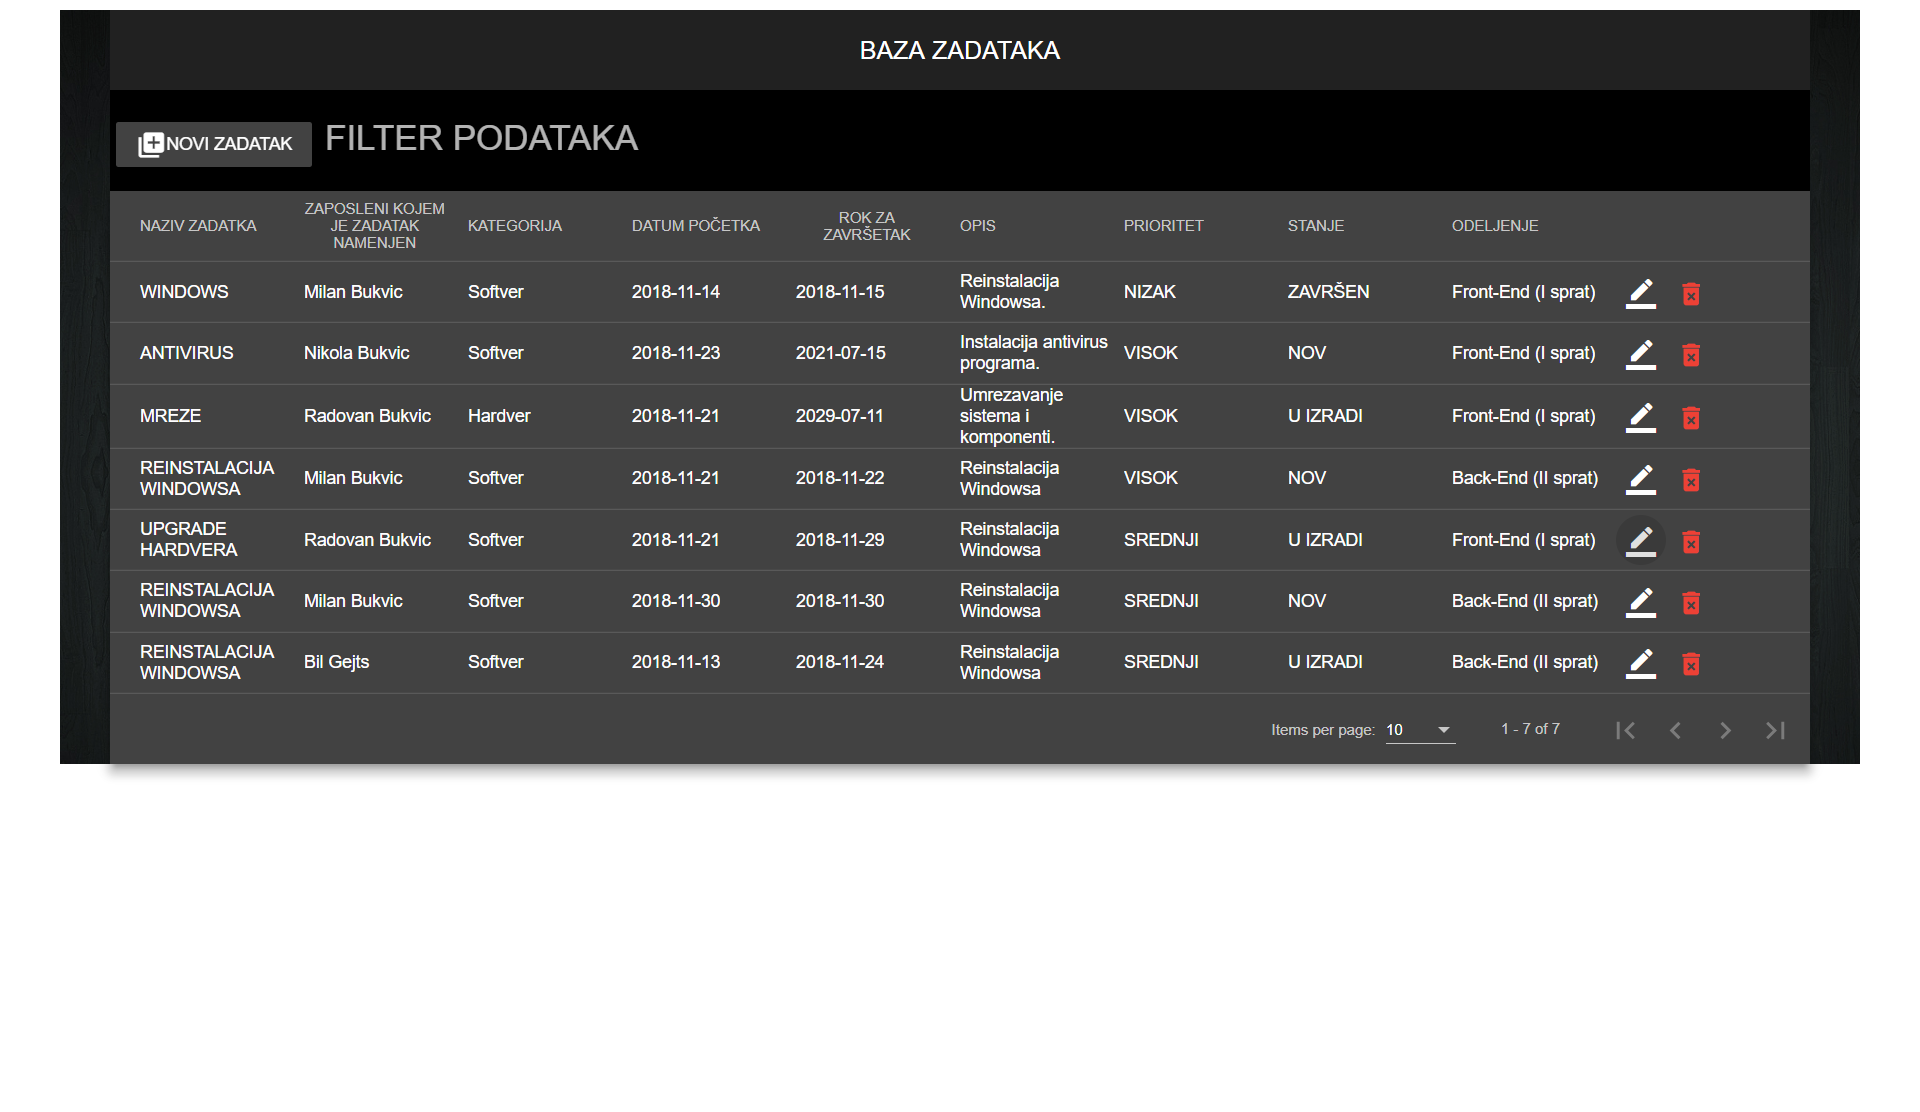 BAZA ZADATAKA
NOVI ZADATAK
FILTER PODATAKA
NAZIV ZADATKA
ZAPOSLENI KOJEM
JE ZADATAK
NAMENJEN
KATEGORIJA
DATUM POČETKA
ROK ZA
ZAVRŠETAK
OPIS
PRIORITET
STANJE
ODELJENJE
WINDOWS
Milan Bukvic
Softver
2018-11-14
2018-11-15
Reinstalacija
Windowsa.
NIZAK
ZAVRŠEN
Front-End (I sprat)
ANTIVIRUS
Nikola Bukvic
Softver
2018-11-23
2021-07-15
Instalacija antivirus
programa.
VISOK
NOV
Front-End (I sprat)
MREZE
Radovan Bukvic
Hardver
2018-11-21
2029-07-11
Umrezavanje
sistema i
komponenti.
VISOK
U IZRADI
Front-End (I sprat)
REINSTALACIJA
WINDOWSA
Milan Bukvic
Softver
2018-11-21
2018-11-22
Reinstalacija
Windowsa
VISOK
NOV
Back-End (II sprat)
UPGRADE
HARDVERA
Radovan Bukvic
Softver
2018-11-21
2018-11-29
Reinstalacija
Windowsa
SREDNJI
U IZRADI
Front-End (I sprat)
REINSTALACIJA
WINDOWSA
Milan Bukvic
Softver
2018-11-30
2018-11-30
Reinstalacija
Windowsa
SREDNJI
NOV
Back-End (II sprat)
REINSTALACIJA
WINDOWSA
Bil Gejts
Softver
2018-11-13
2018-11-24
Reinstalacija
Windowsa
SREDNJI
U IZRADI
Back-End (II sprat)
Items per page: 10
1 - 7 of 7